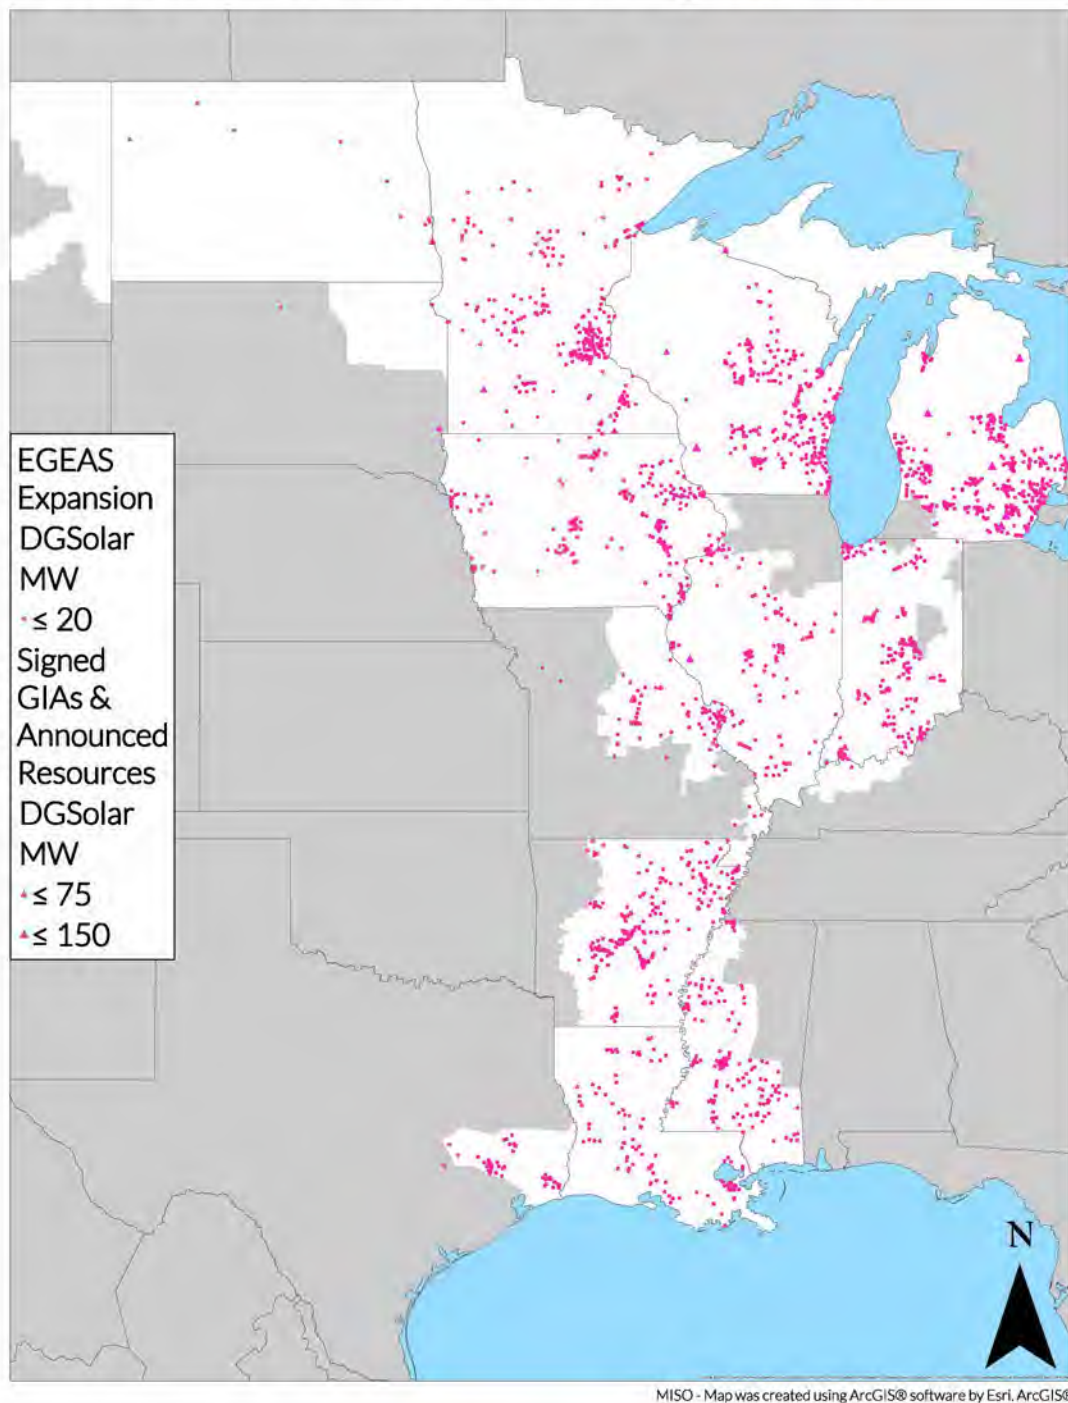 EGEAS
Expansion
DGSolar
MW
≤ 20
Signed
GIAs &
Announced
Resources
DGSolar
MW
≤ 75
≤ 150
N
MISO - Map was created using ArcGIS® software by Esri. ArcGIS®